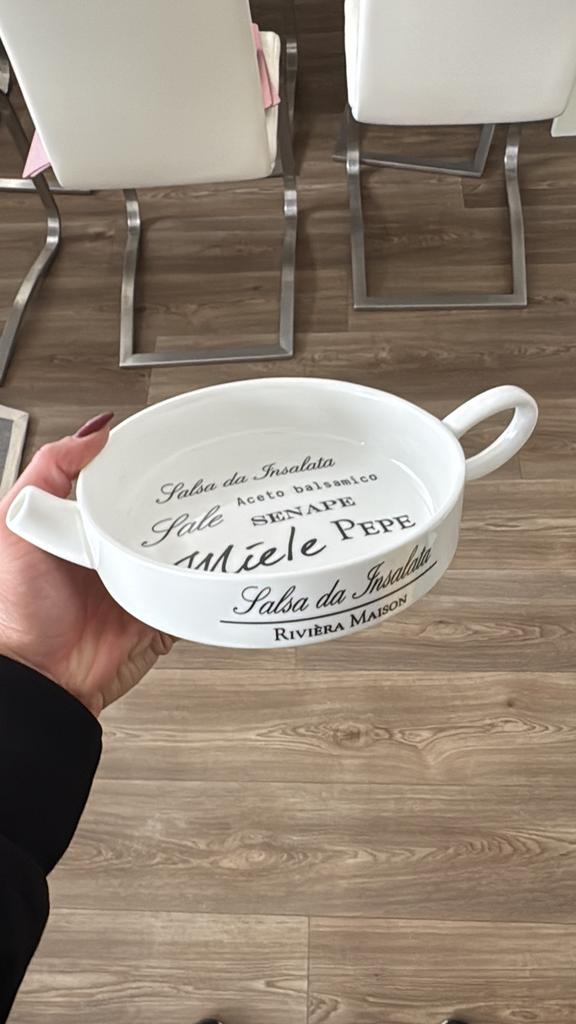 Salsa da Insalata
Aceto balsamico
Sale SENAPE
Miele PEPE
Salsa da Insalata
RIVIÈRA MAISON